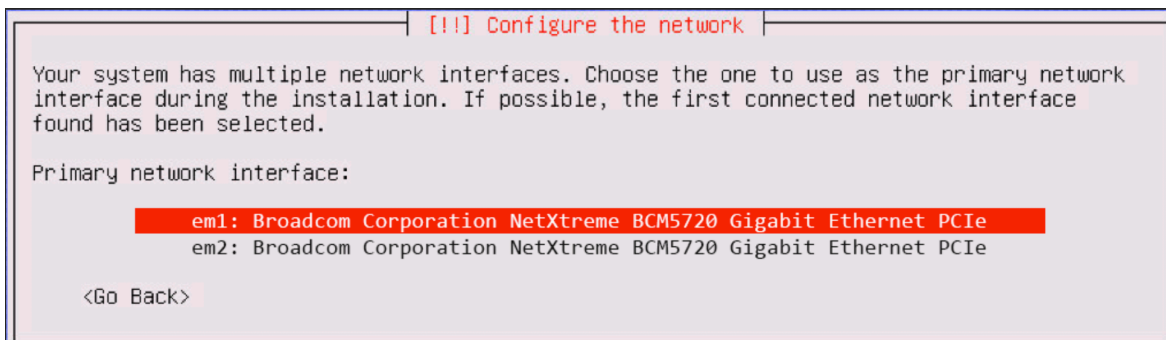 [!!] Configure the network
Your system has multiple network interfaces. Choose the one to use as the primary network
interface during the installation. If possible, the first connected network interface
found has been selected.
Primary network interface:
em1: Broadcom Corporation NetXtreme BCM5720 Gigabit Ethernet PCIe
em2: Broadcom Corporation NetXtreme BCM5720 Gigabit Ethernet PCIe
<Go Back>